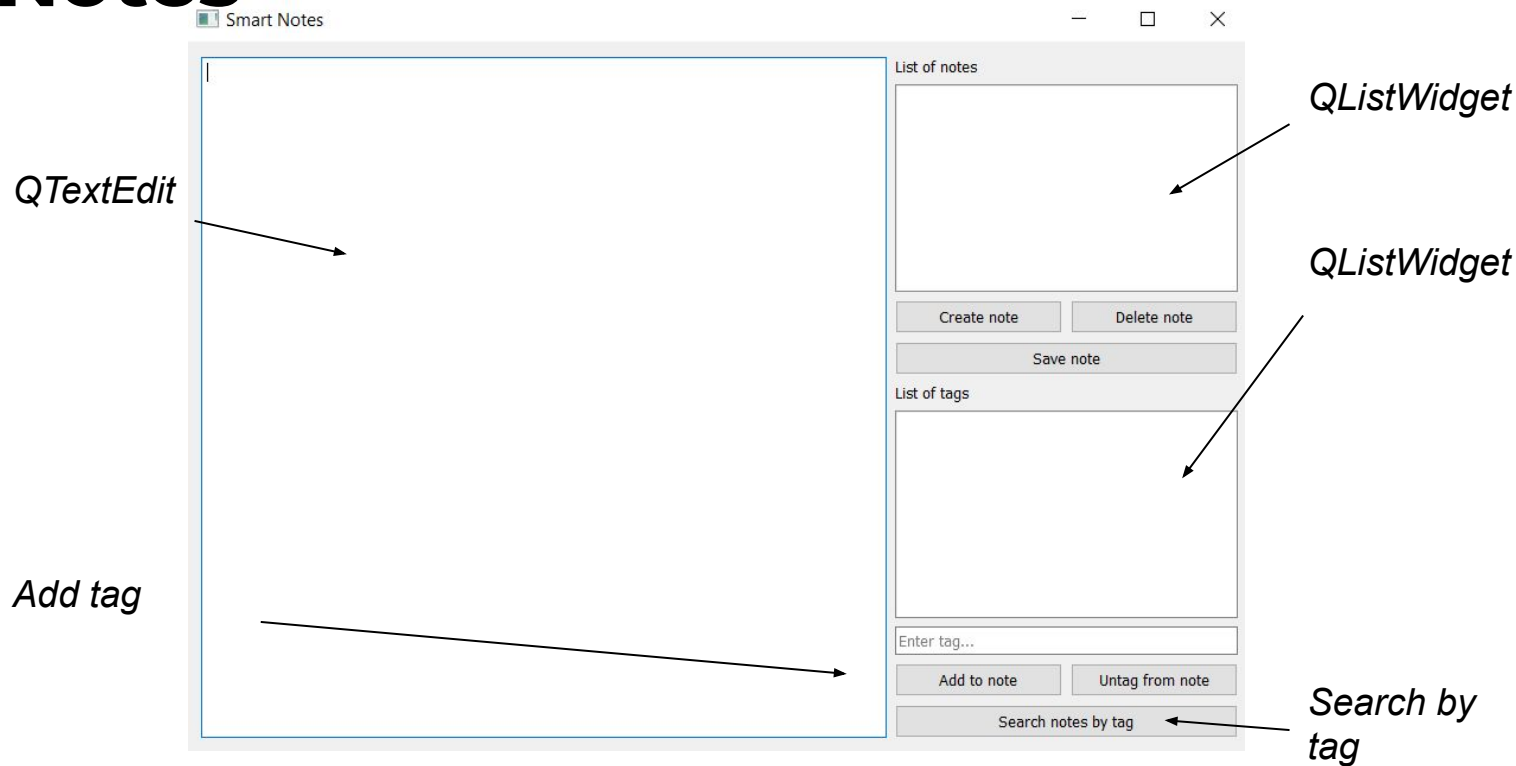 Notes
Smart Notes
List of notes
QListWidget
QTextEdit
QListWidget
Create note
Delete note
Save note
List of tags
Add tag
Enter tag...
Add to note
Untag from note
Search notes by tag
Search by
tag